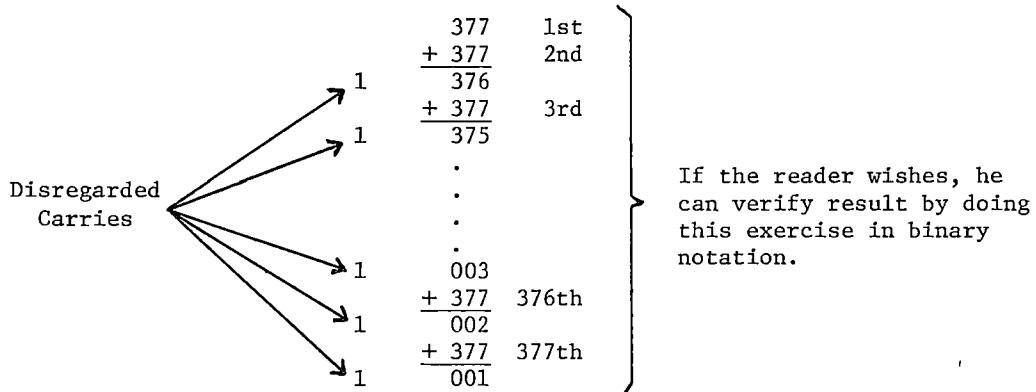 377 1st
+ 377 2nd
1 376
+ 377 3rd
1 375
.
.
.
.
Disregarded
Carries
1 003
+ 377 376th
1 002
+ 377 377th
1 001
If the reader wishes, he
can verify result by doing
this exercise in binary
notation.